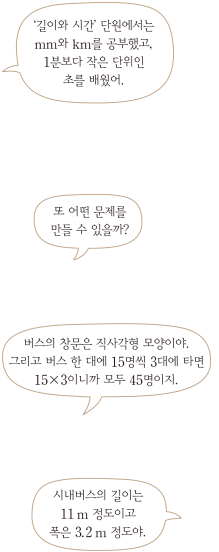 ‘길이와 시간’ 단원에서는
mm와 km를 공부했고,
1분보다 작은 단위인
초를 배웠어.
또 어떤 문제를
만들 수 있을까?
버스의 창문은 직사각형 모양이야.
그리고 버스 한 대에 15명씩 3대에 타면
15×3이니까 모두 45명이지.
시내버스의 길이는
11 m 정도이고
폭은 3.2 m 정도야.